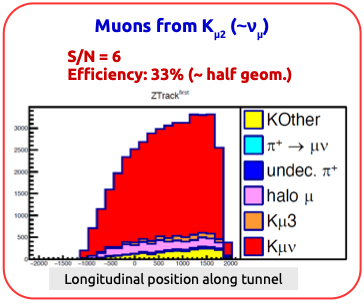 Muons from Kμ2 (~νμ)
S/N = 6
Efficiency: 33% (~ half geom.)
ZTrackfirst
3000
2500
2000
1500
1000
500
0
-2000 -1500 -1000 -500 0 500 1000 1500 2000
KOther
π+ → μν
undec. π+
halo μ
Kμ3
Kμν
Longitudinal position along tunnel